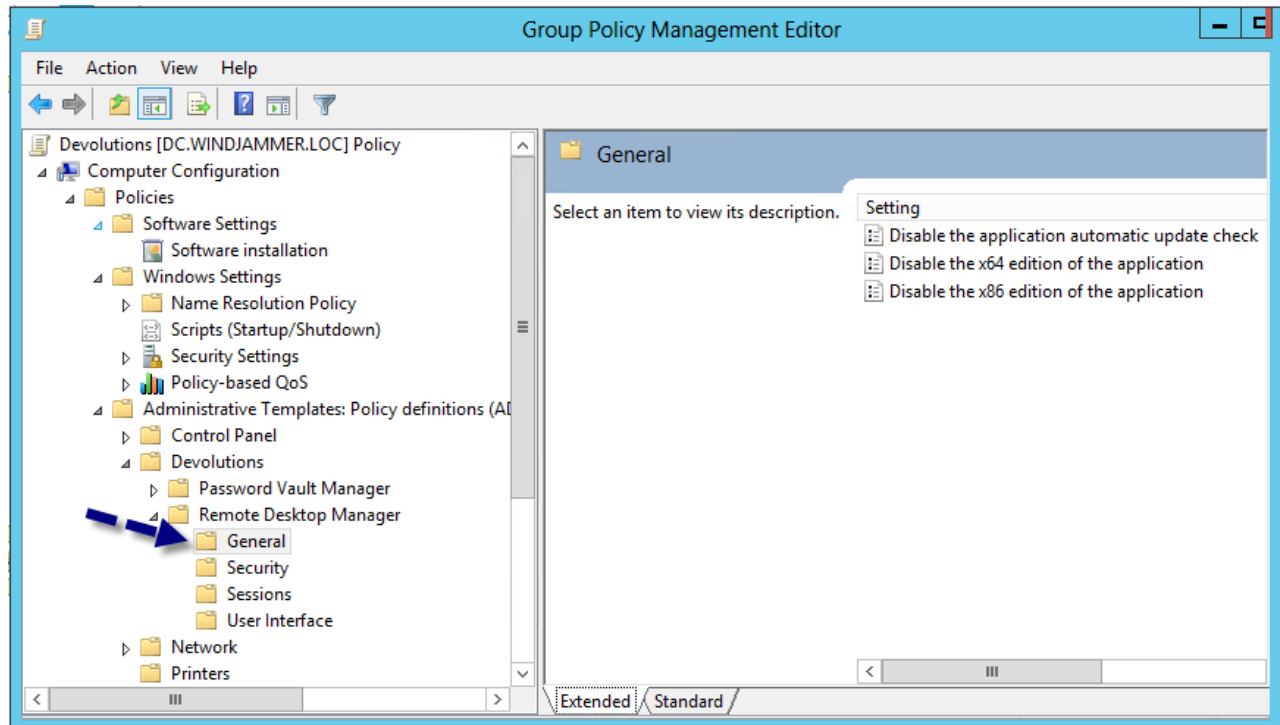 Group Policy Management Editor
File Action View Help
Devolutions [DC.WINDJAMMER.LOC] Policy
Computer Configuration
Policies
Software Settings
Software installation
Windows Settings
Name Resolution Policy
Scripts (Startup/Shutdown)
Security Settings
Policy-based QoS
Administrative Templates: Policy definitions (AD
Control Panel
Devolutions
Password Vault Manager
Remote Desktop Manager
General
Security
Sessions
User Interface
Network
Printers
General
Select an item to view its description.
Setting
Disable the application automatic update check
Disable the x64 edition of the application
Disable the x86 edition of the application
Extended Standard